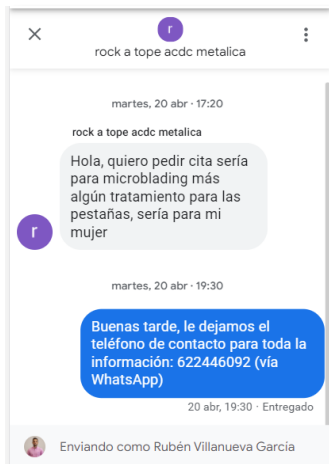 r
rock a tope acdc metalica
martes, 20 abr · 17:20
rock a tope acdc metalica
Hola, quiero pedir cita sería
para microblading más
algún tratamiento para las
pestañas, sería para mi
mujer
r
martes, 20 abr · 19:30
Buenas tarde, le dejamos el
teléfono de contacto para toda la
información: 622446092 (vía
WhatsApp)
20 abr, 19:30 · Entregado
Enviando como Rubén Villanueva García